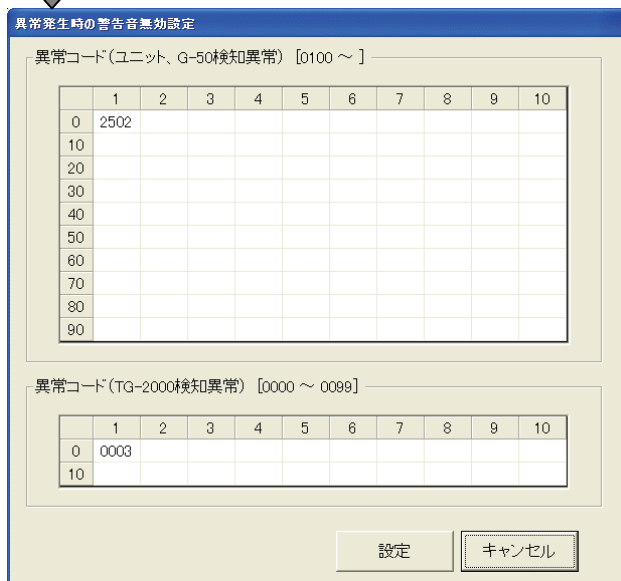 異常発生時の警告音無効設定
異常コード(ユニット、G-50検知異常) [0100 ～ ]
1 2 3 4 5 6 7 8 9 10
0 2502
10
20
30
40
50
60
70
80
90
異常コード(TG-2000検知異常) [0000 ～ 0099]
1 2 3 4 5 6 7 8 9 10
0 0003
10
設定 キャンセル